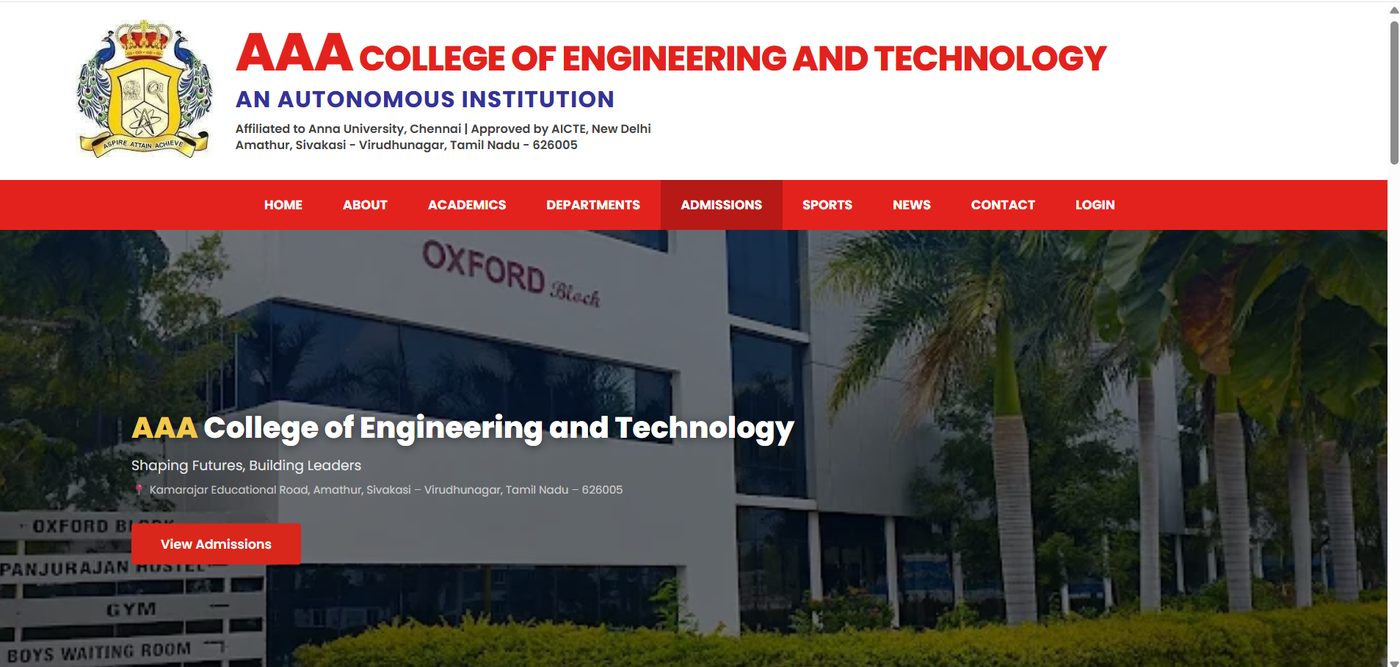 ASPIRE ATTAIN ACHIEVE
AAA COLLEGE OF ENGINEERING AND TECHNOLOGY
AN AUTONOMOUS INSTITUTION
Affiliated to Anna University, Chennai | Approved by AICTE, New Delhi
Amathur, Sivakasi - Virudhunagar, Tamil Nadu - 626005
HOME ABOUT ACADEMICS DEPARTMENTS ADMISSIONS SPORTS NEWS CONTACT LOGIN
OXFORD Block
AAA College of Engineering and Technology
Shaping Futures, Building Leaders
Kamarajar Educational Road, Amathur, Sivakasi – Virudhunagar, Tamil Nadu – 626005
OXFORD BLOCK
View Admissions
PANJURAJAN HOSTEL
GYM
BOYS WAITING ROOM